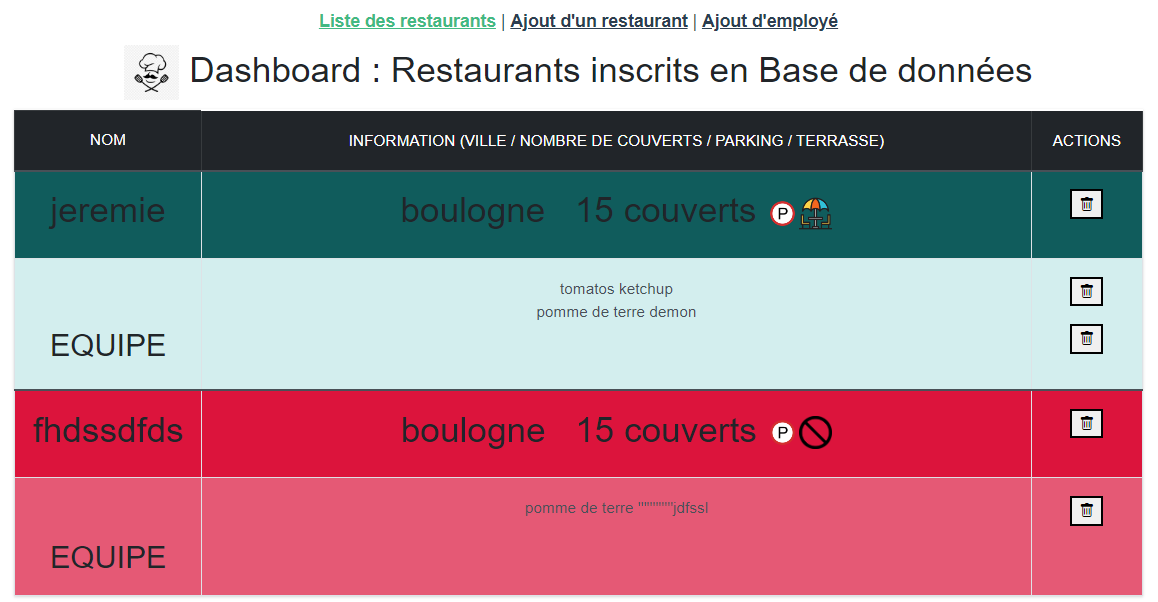 Liste des restaurants | Ajout d'un restaurant | Ajout d'employé
Dashboard : Restaurants inscrits en Base de données
NOM INFORMATION (VILLE / NOMBRE DE COUVERTS / PARKING / TERRASSE) ACTIONS
jeremie boulogne 15 couverts P
tomatos ketchup
pomme de terre demon
EQUIPE
fhdssdfds boulogne 15 couverts P
pomme de terre """""""jdfssl
EQUIPE